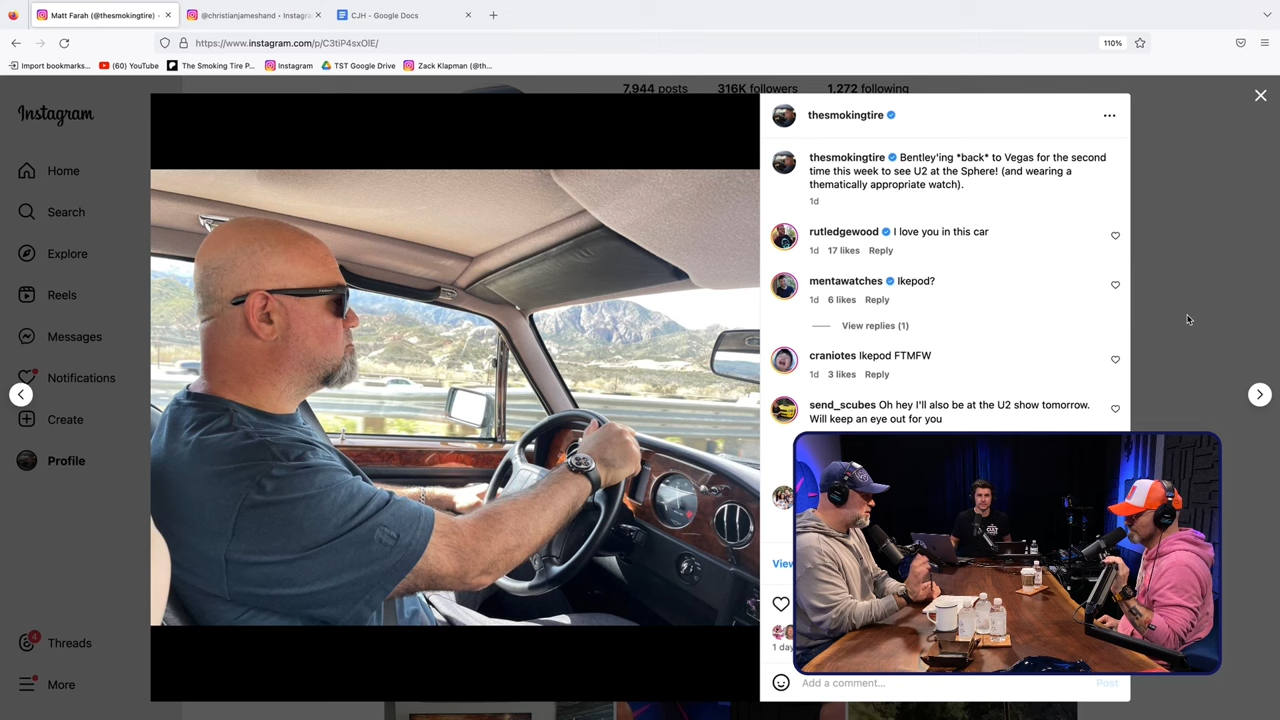 Matt Farah (@thesmokingtire) -
@christianjameshand • Instagra
CJH - Google Docs
https://www.instagram.com/p/C3tiP4sxOIE/
110%
Import bookmarks...
(60) YouTube
The Smoking Tire P...
Instagram
TST Google Drive
Zack Klapman (@th...
7,944 posts
316K followers
1,272 following
Instagram
Home
Search
Explore
Reels
Messages
Notifications
Create
Profile
4
Threads
More
thesmokingtire
thesmokingtire Bentley'ing *back* to Vegas for the second
time this week to see U2 at the Sphere! (and wearing a
thematically appropriate watch).
1d
rutledgewood I love you in this car
1d 17 likes Reply
mentawatches Ikepod?
1d 6 likes Reply
View replies (1)
craniotes Ikepod FTMFW
1d 3 likes Reply
send_scubes Oh hey I'll also be at the U2 show tomorrow.
Will keep an eye out for you
View
1 day
Add a comment...
Post